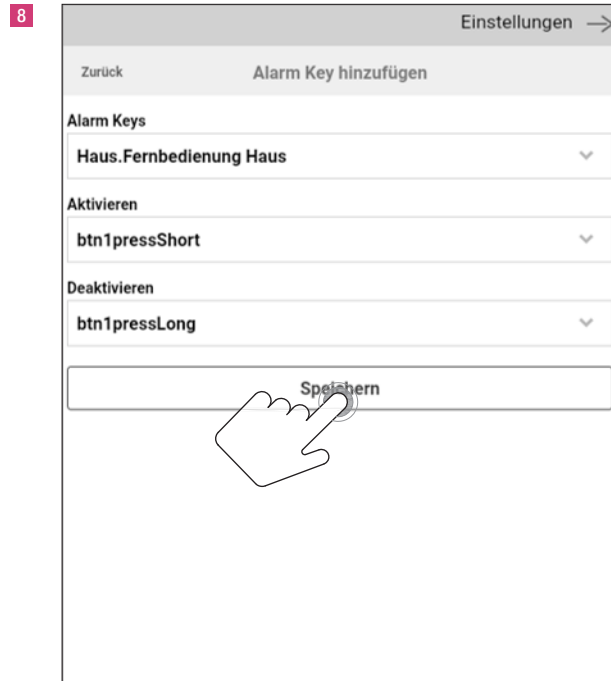 8
Einstellungen
Zurück Alarm Key hinzufügen
Alarm Keys
Haus.Fernbedienung Haus
Aktivieren
btn1pressShort
Deaktivieren
btn1pressLong
Speichern